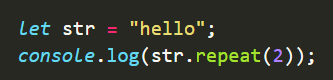 let str = "hello";
console.log(str.repeat(2));